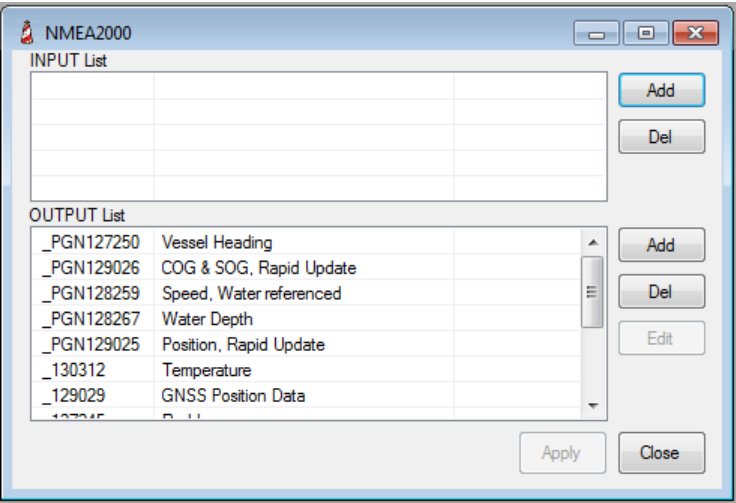 NMEA2000
INPUT List
Add
Del
OUTPUT List
_PGN127250 Vessel Heading
_PGN129026 COG & SOG, Rapid Update
_PGN128259 Speed, Water referenced
_PGN128267 Water Depth
_PGN129025 Position, Rapid Update
_130312 Temperature
_129029 GNSS Position Data
Add
Del
Edit
Apply Close